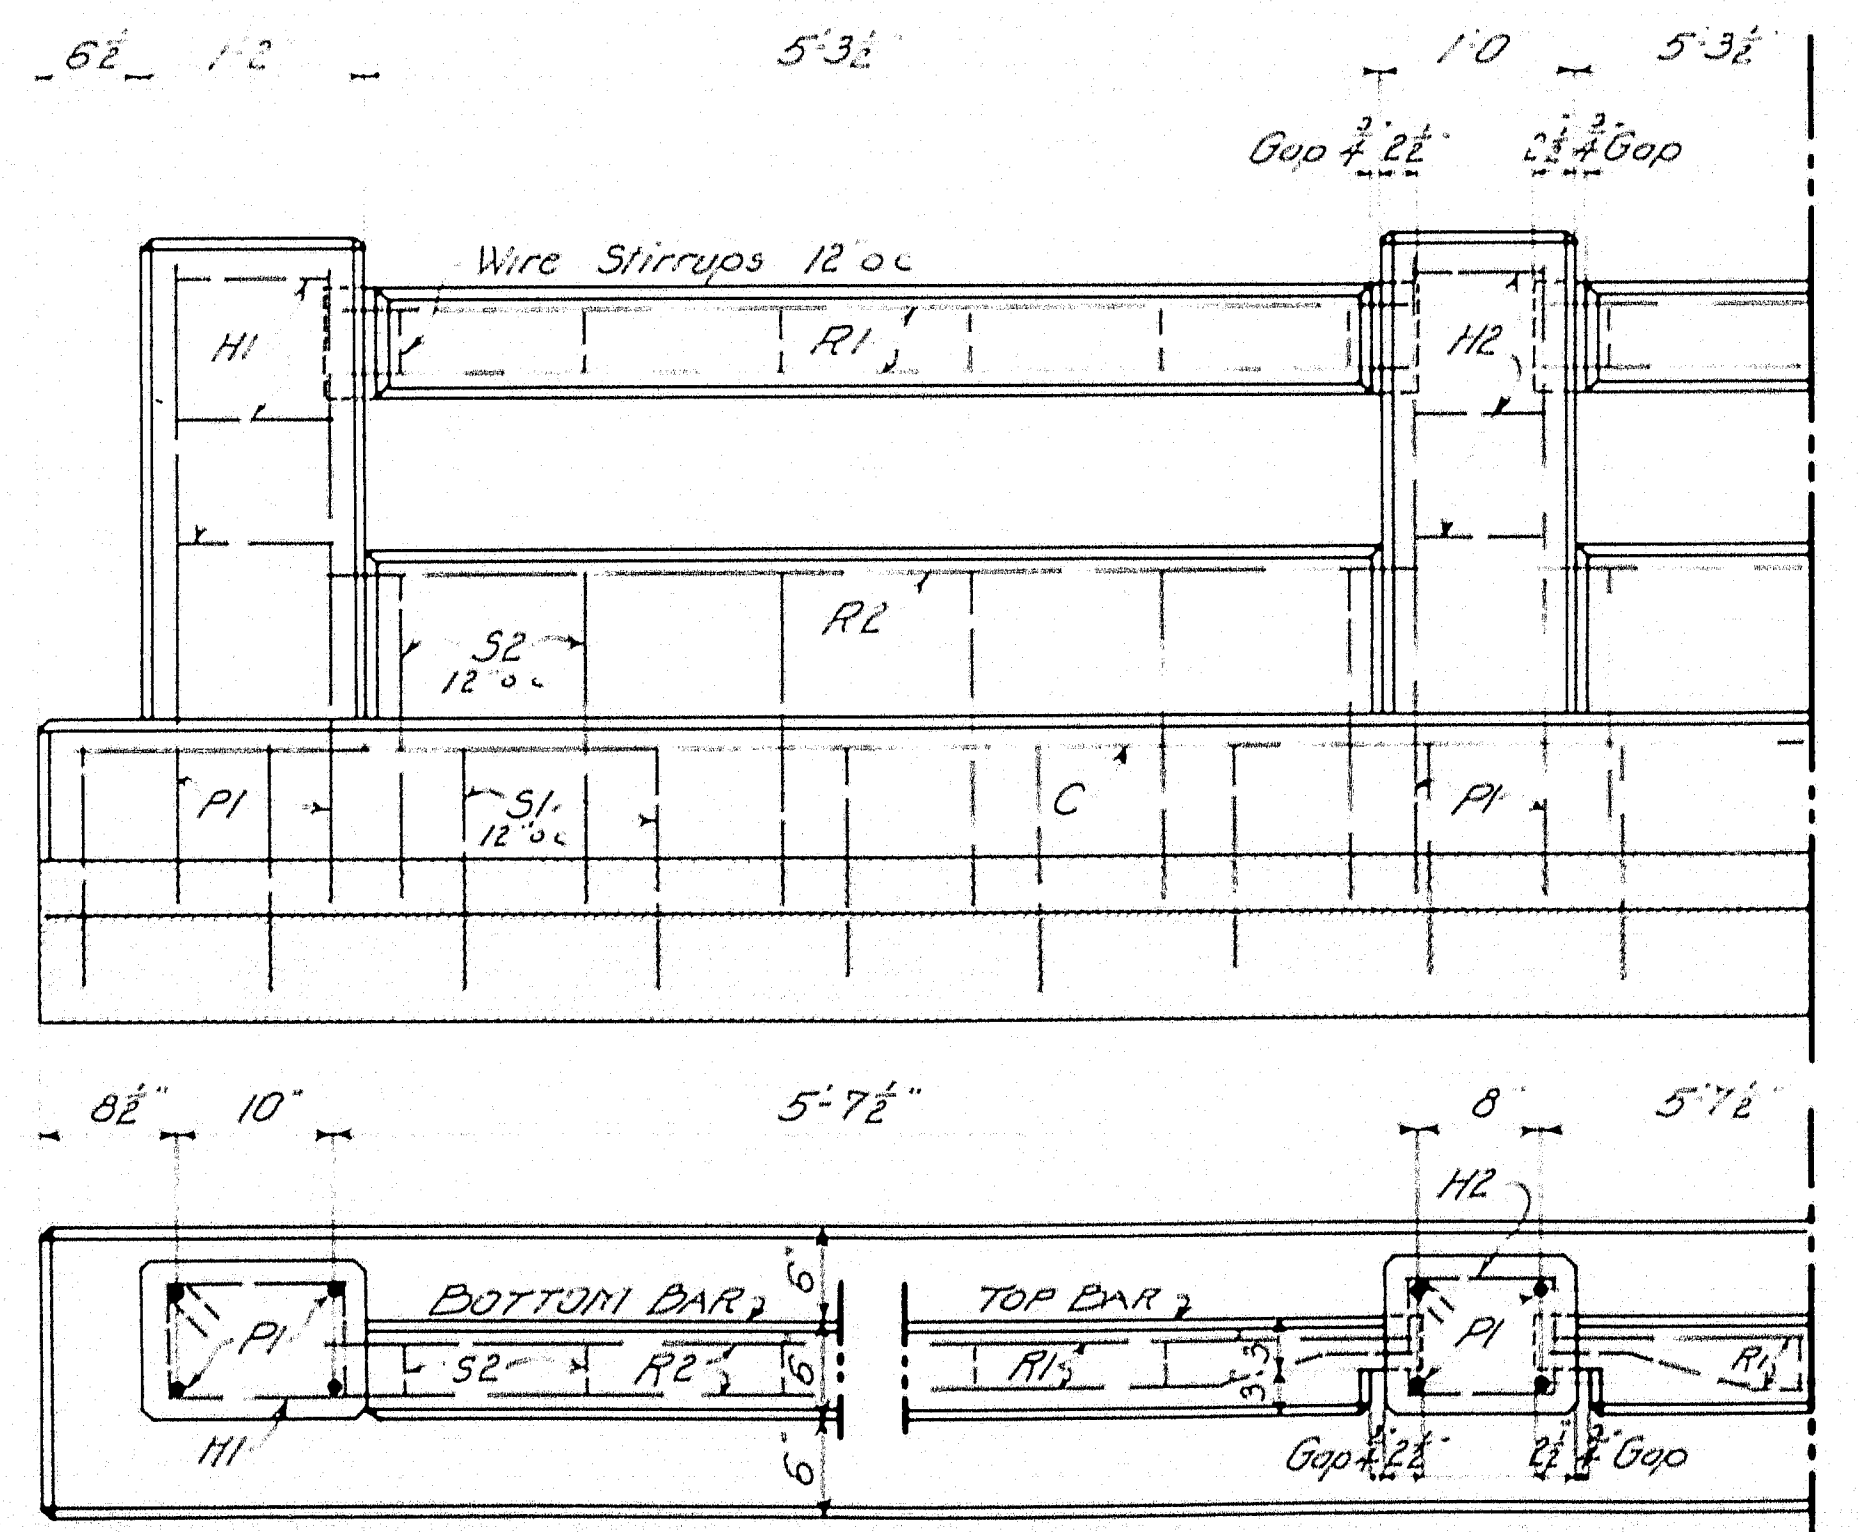 6½ 1'-2 5'-3½" 1'-0 5'-3½"
Gap ¾" 2½" 2½" ¾" Gap
Wire Stirrups 12" o c
H1 R1 H2
R2
S2
12" o c
P1 S1 C P1
12" o c
8½" 10" 5'-7½" 8" 5'-7½"
H2
6"
BOTTOM BAR TOP BAR
P1 S2 R2 6" R1 3" 3" P1 R1
H1 6" Gap ¾" 2½" 2½" ¾" Gap